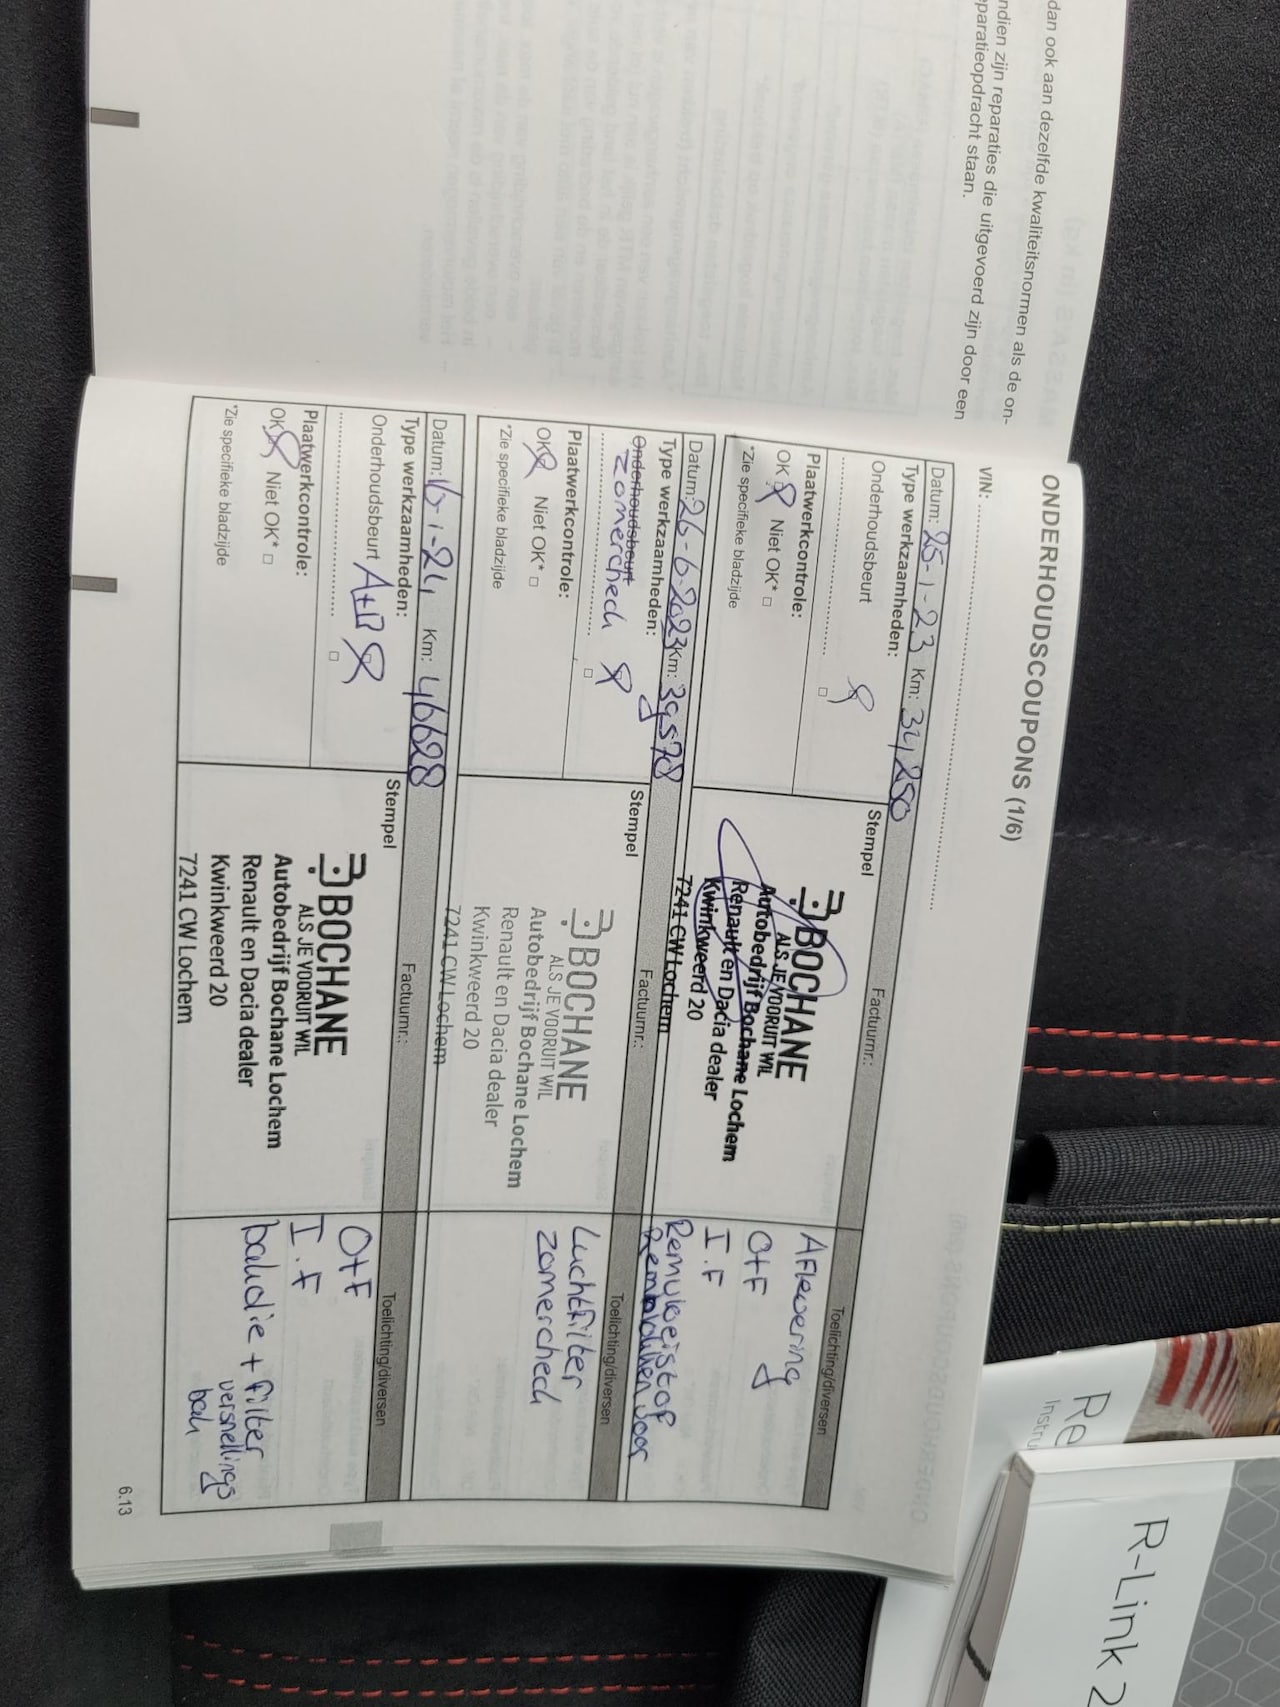 dan ook aan dezelfde kwaliteitsnormen als de on-
ndien zijn reparaties die uitgevoerd zijn door een
paratieopdracht staan.
ONDERHOUDSCOUPONS (1/6)
VIN:
Datum: 25-1-23 Km: 34250 Factuurnr.: Toelichting/diversen
Type werkzaamheden:
Onderhoudsbeurt
Plaatwerkcontrole:
OK Niet OK* □
*Zie specifieke bladzijde
Stempel
BOCHANE
ALS JE VOORUIT WIL
Autobedrijf Bochane Lochem
Renault en Dacia dealer
Kwinkweerd 20
7241 CW Lochem
Aflevering
O+F
I.F
Remvloeistof
Datum: 26-6-2023 Km: 39578 Factuurnr.: Toelichting/diversen
Type werkzaamheden:
Onderhoudsbeurt
Zomercheck
Plaatwerkcontrole:
OK Niet OK* □
*Zie specifieke bladzijde
Stempel
BOCHANE
ALS JE VOORUIT WIL
Autobedrijf Bochane Lochem
Renault en Dacia dealer
Kwinkweerd 20
7241 CW Lochem
Luchtfilter
Zomercheck
Datum: 16-1-24 Km: 46628 Factuurnr.: Toelichting/diversen
Type werkzaamheden:
Onderhoudsbeurt A+B
Plaatwerkcontrole:
OK Niet OK* □
*Zie specifieke bladzijde
Stempel
BOCHANE
ALS JE VOORUIT WIL
Autobedrijf Bochane Lochem
Renault en Dacia dealer
Kwinkweerd 20
7241 CW Lochem
O+F
I.F
bakolie + filter
versnellings
bak
6.13
Re
Instru
R-Link 2